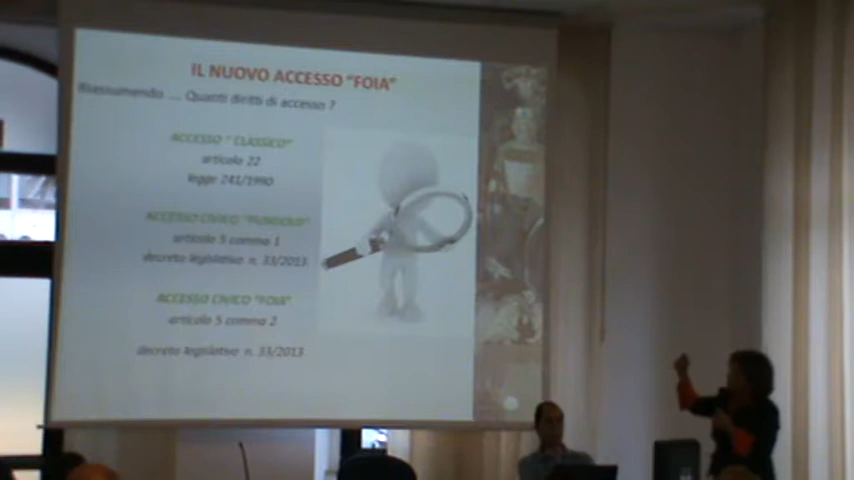 IL NUOVO ACCESSO "FOIA"
Riassumendo .... Quanti diritti di accesso ?
ACCESSO " CLASSICO"
articolo 22
legge 241/1990
ACCESSO CIVICO
articolo 5 comma 1
decreto legislativo n. 33/2013
ACCESSO CIVICO "FOIA"
articolo 5 comma 2
decreto legislativo n. 33/2013